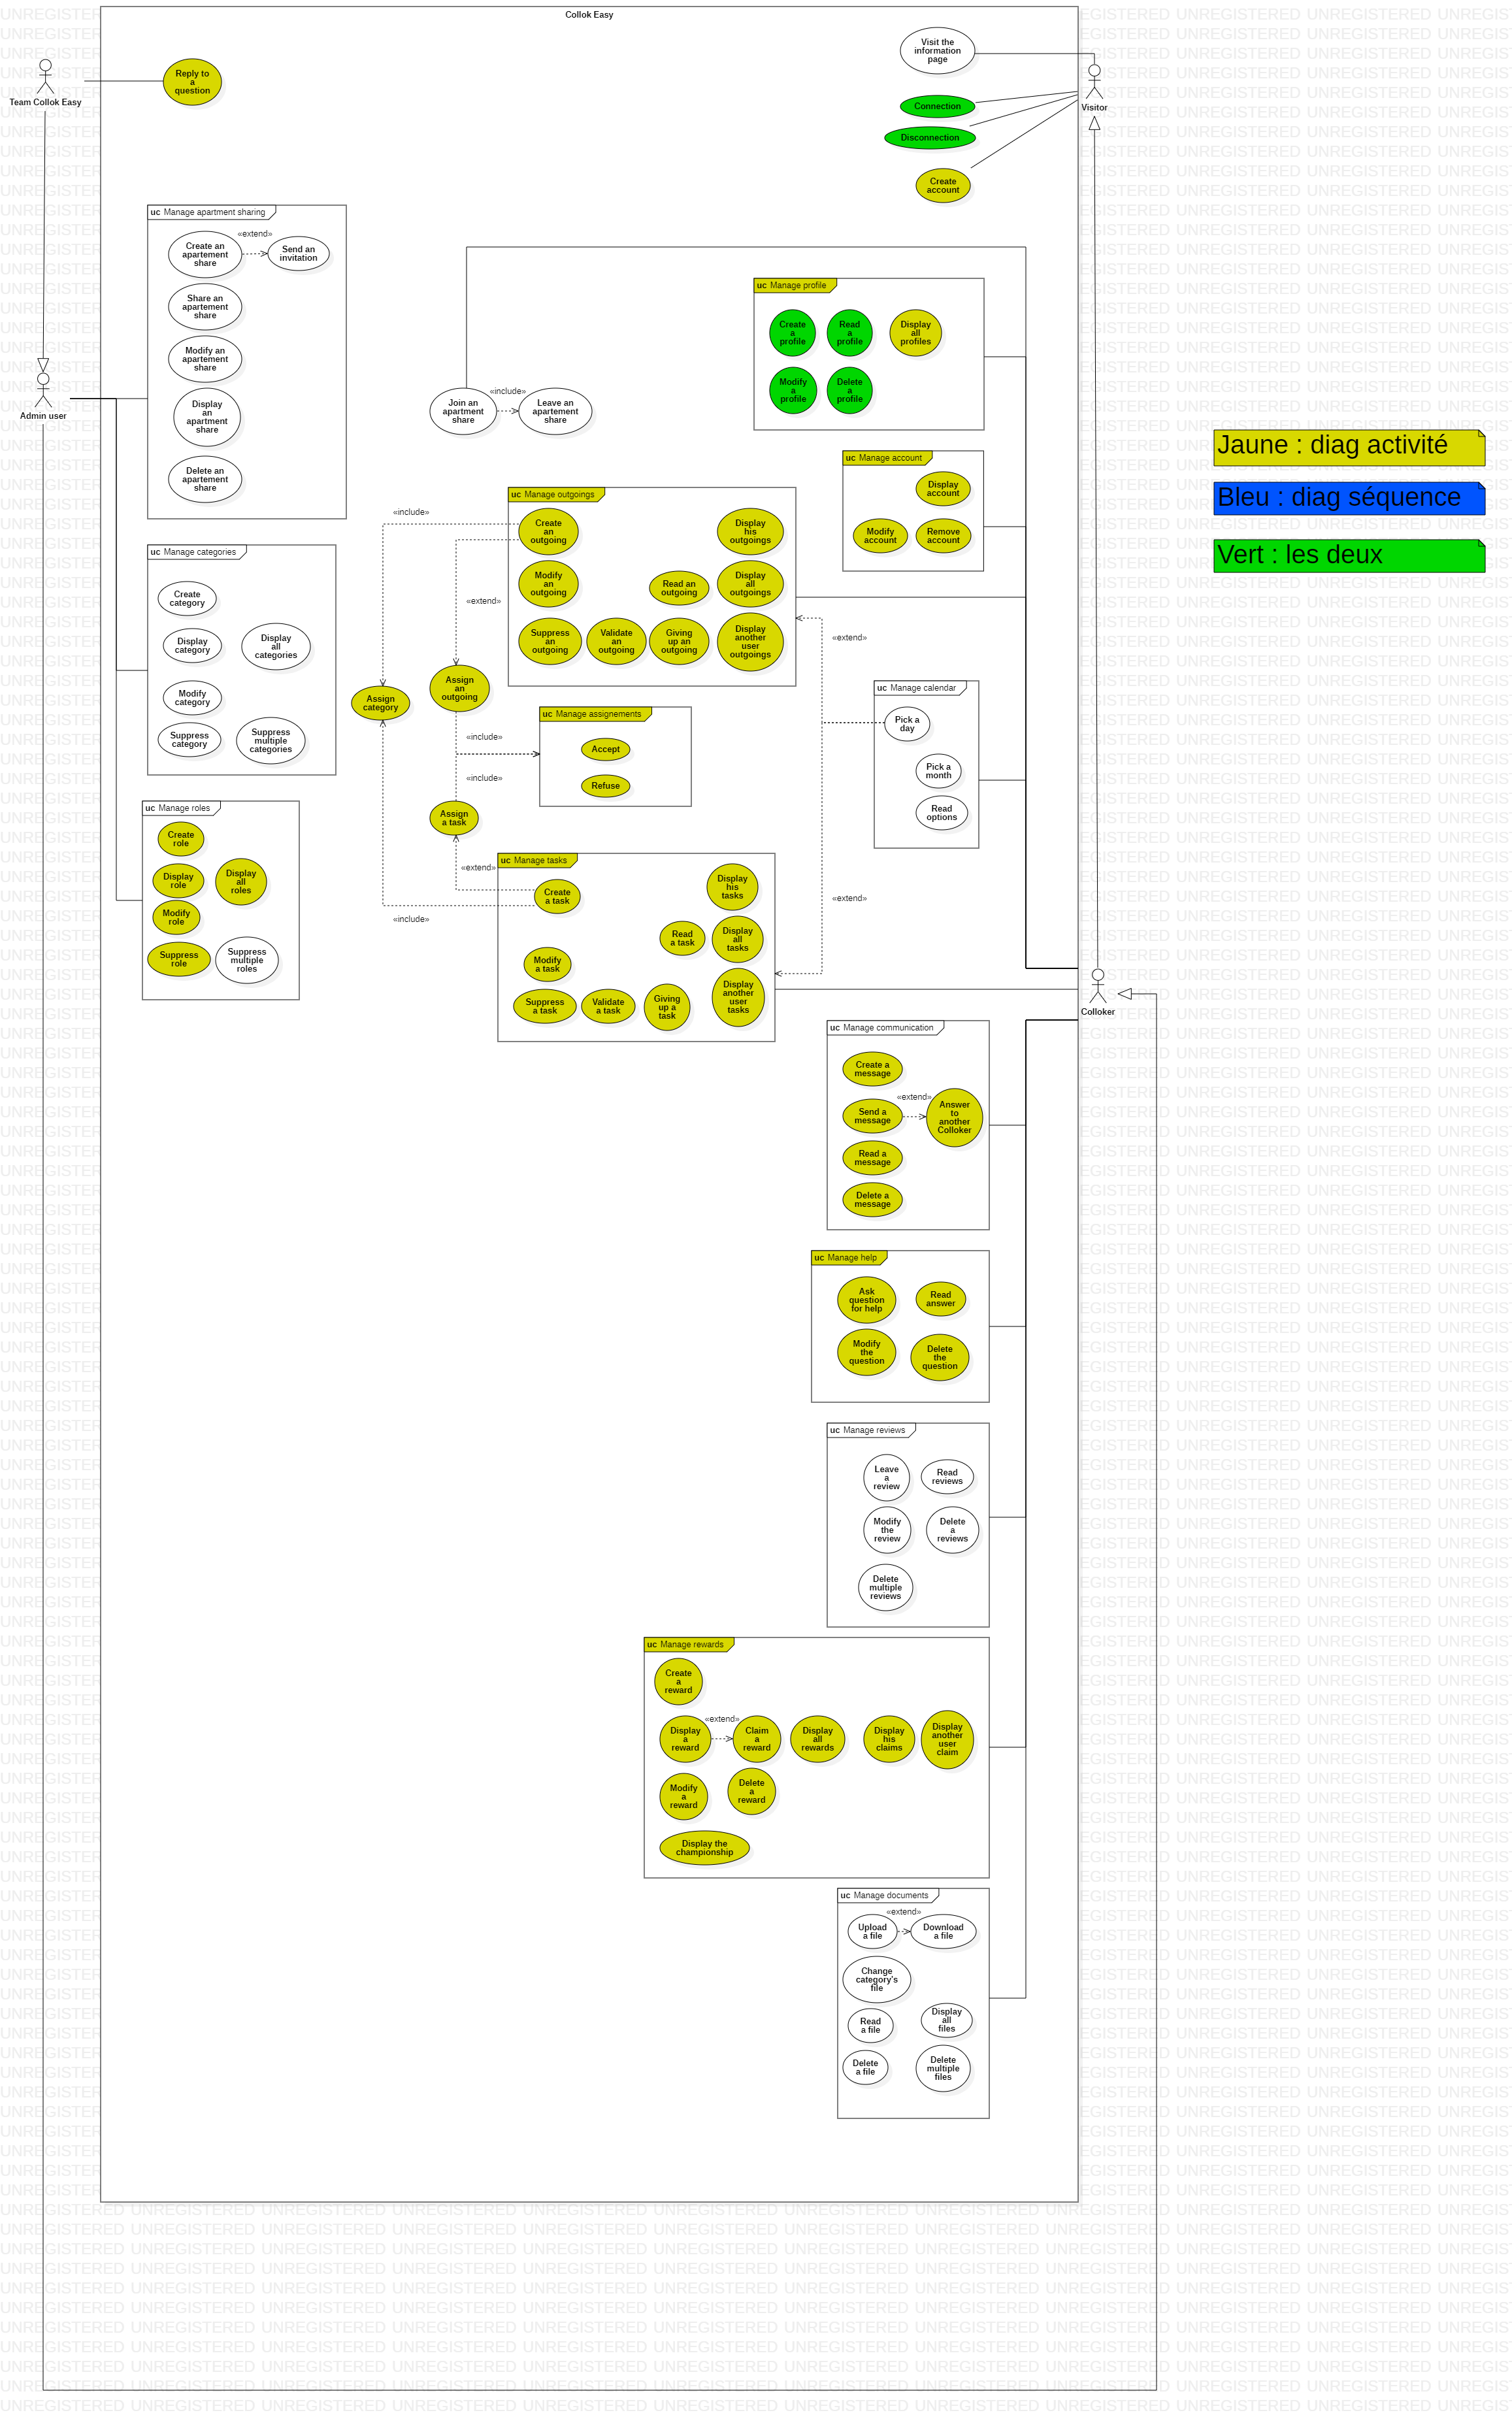 Collok Easy
Team Collok Easy
Reply to
a
question
Visit the
information
page
Visitor
Connection
Disconnection
Create
account
uc Manage apartment sharing
Create an
apartement
share
«extend»
Send an
invitation
Share an
apartement
share
Modify an
apartement
share
Display
an
apartment
share
Delete an
apartement
share
Admin user
uc Manage profile
Create
a
profile
Read
a
profile
Display
all
profiles
Modify
a
profile
Delete
a
profile
Join an
apartment
share
«include»
Leave an
apartement
share
Jaune : diag activité
Bleu : diag séquence
Vert : les deux
uc Manage account
Display
account
Modify
account
Remove
account
uc Manage outgoings
Create
an
outgoing
Display
his
outgoings
Modify
an
outgoing
Read an
outgoing
Display
all
outgoings
Suppress
an
outgoing
Validate
an
outgoing
Giving
up an
outgoing
Display
another
user
outgoings
«include»
«extend»
«extend»
uc Manage categories
Create
category
Display
category
Display
all
categories
Modify
category
Suppress
category
Suppress
multiple
categories
Assign
category
Assign
an
outgoing
uc Manage assignements
Accept
Refuse
«include»
«include»
Assign
a task
uc Manage calendar
Pick a
day
Pick a
month
Read
options
uc Manage roles
Create
role
Display
role
Display
all
roles
Modify
role
Suppress
role
Suppress
multiple
roles
«extend»
«include»
«extend»
uc Manage tasks
Create
a task
Display
his
tasks
Read
a task
Display
all
tasks
Modify
a task
Suppress
a task
Validate
a task
Giving
up a
task
Display
another
user
tasks
Colloker
uc Manage communication
Create a
message
Send a
message
«extend»
Answer
to
another
Colloker
Read a
message
Delete a
message
uc Manage help
Ask
question
for help
Read
answer
Modify
the
question
Delete
the
question
uc Manage reviews
Leave
a
review
Read
reviews
Modify
the
review
Delete
a
reviews
Delete
multiple
reviews
uc Manage rewards
Create
a
reward
Display
a
reward
«extend»
Claim
a
reward
Display
all
rewards
Display
his
claims
Display
another
user
claim
Modify
a
reward
Delete
a
reward
Display the
championship
uc Manage documents
«extend»
Upload
a file
Download
a file
Change
category's
file
Read
a file
Display
all
files
Delete
a file
Delete
multiple
files